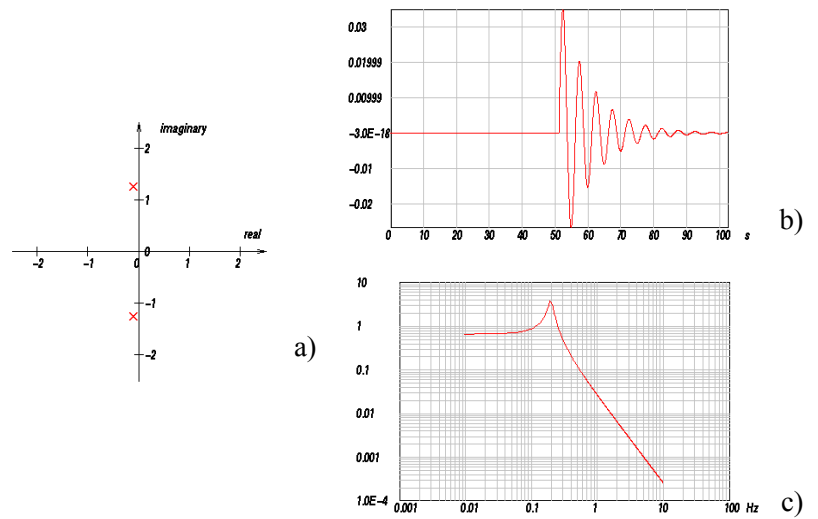 imaginary
2
1
real
-2 -1 0 0 1 2
-1
-2
a)
0.03
0.01999
0.00999
-3.0E-18
-0.01
-0.02
0 10 20 30 40 50 60 70 80 90 100 s
b)
10
1
0.1
0.01
0.001
1.0E-4
0.001 0.01 0.1 1 10 100 Hz
c)